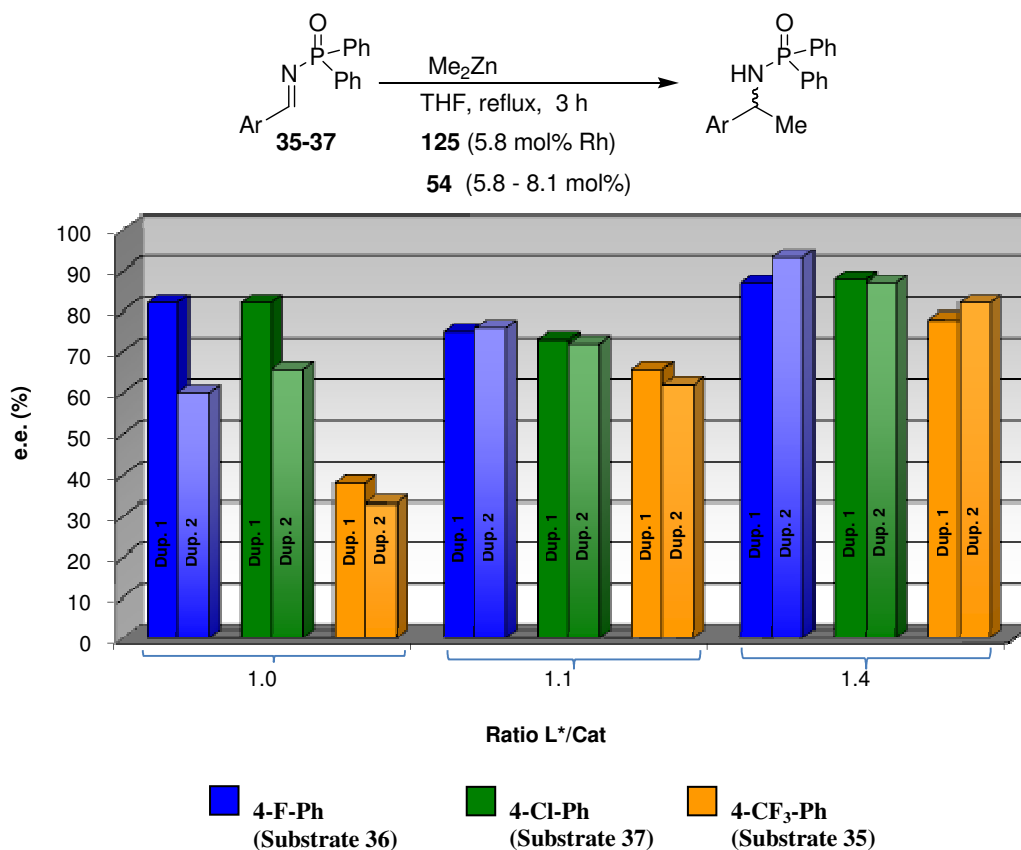 O
P
Ph
N
Ph
Ar
35-37
Me₂Zn
THF, reflux, 3 h
125 (5.8 mol% Rh)
54 (5.8 - 8.1 mol%)
O
HN
P
Ph
Ph
Ar
Me
100
90
80
70
60
50
40
30
20
10
0
e.e. (%)
Dup. 1
Dup. 2
Dup. 1
Dup. 2
Dup. 1
Dup. 2
Dup. 1
Dup. 2
Dup. 1
Dup. 2
Dup. 1
Dup. 2
Dup. 1
Dup. 2
Dup. 1
Dup. 2
Dup. 1
Dup. 2
1.0 1.1 1.4
Ratio L*/Cat
4-F-Ph
(Substrate 36)
4-Cl-Ph
(Substrate 37)
4-CF₃-Ph
(Substrate 35)